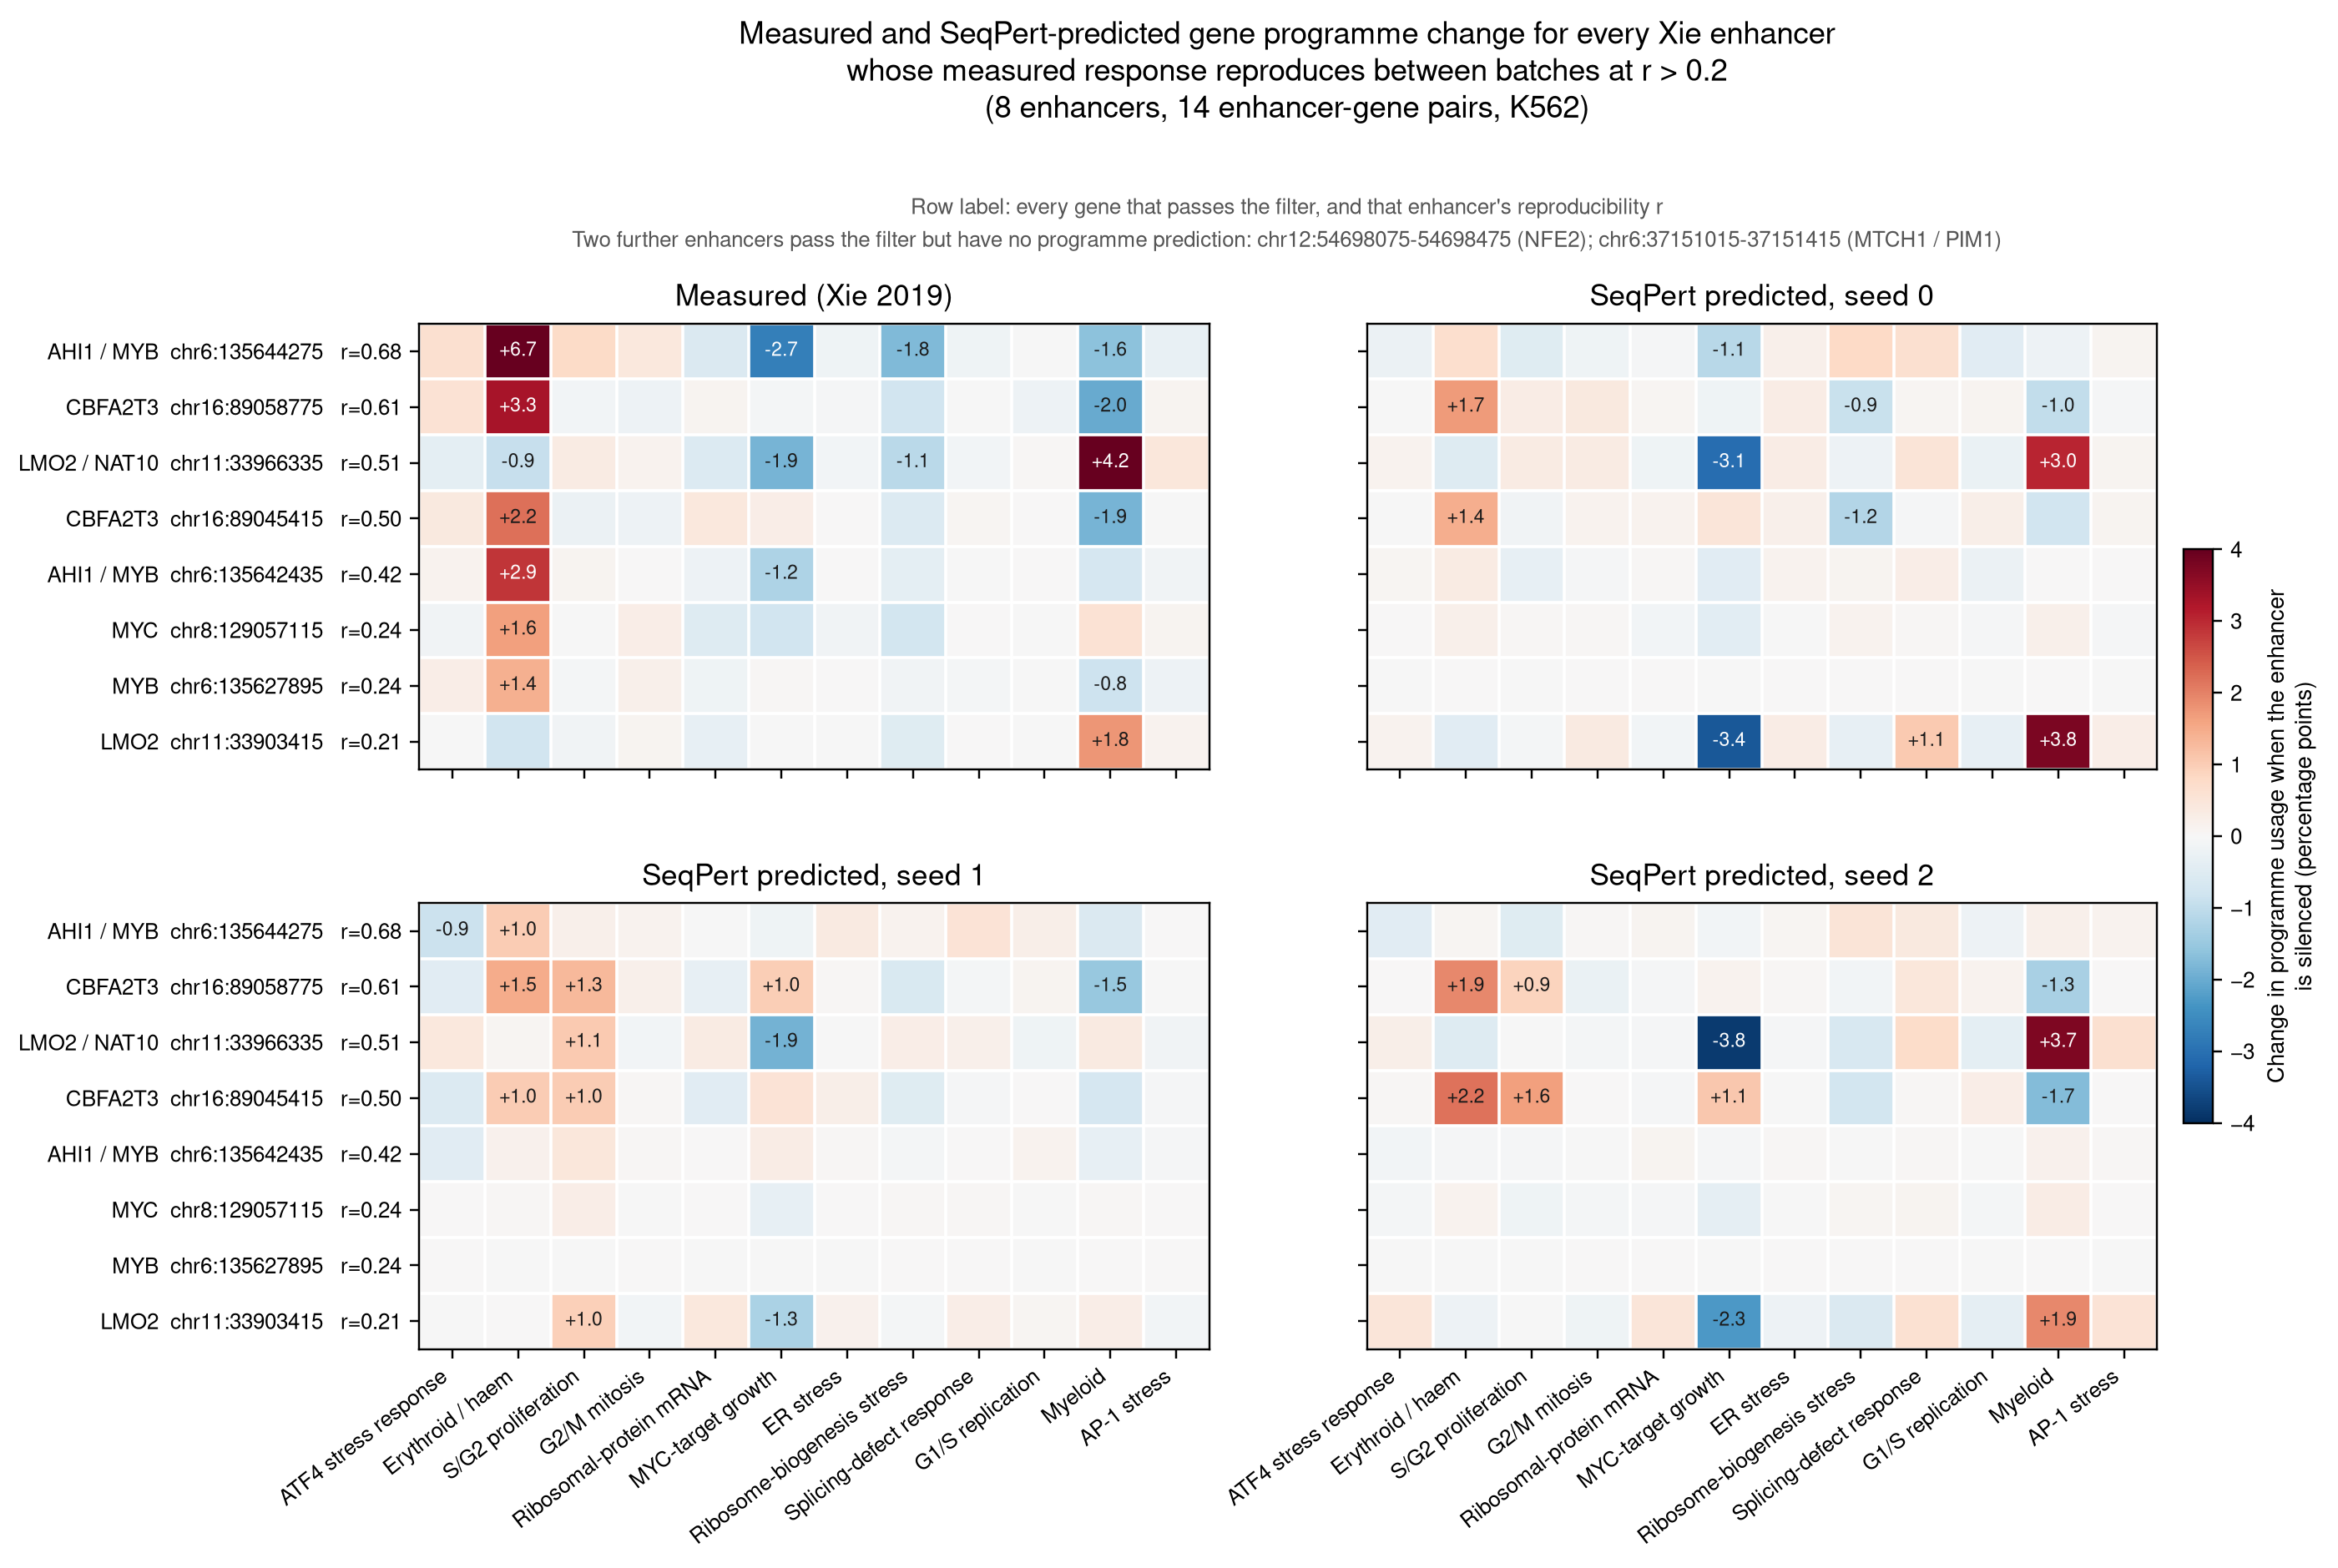 Measured and SeqPert-predicted gene programme change for every Xie enhancer
whose measured response reproduces between batches at r > 0.2
(8 enhancers, 14 enhancer-gene pairs, K562)
Row label: every gene that passes the filter, and that enhancer's reproducibility r
Two further enhancers pass the filter but have no programme prediction: chr12:54698075-54698475 (NFE2); chr6:37151015-37151415 (MTCH1 / PIM1)
Measured (Xie 2019)
AHI1 / MYB chr6:135644275 r=0.68 +6.7 -2.7 -1.8 -1.6
CBFA2T3 chr16:89058775 r=0.61 +3.3 -2.0
LMO2 / NAT10 chr11:33966335 r=0.51 -0.9 -1.9 -1.1 +4.2
CBFA2T3 chr16:89045415 r=0.50 +2.2 -1.9
AHI1 / MYB chr6:135642435 r=0.42 +2.9 -1.2
MYC chr8:129057115 r=0.24 +1.6
MYB chr6:135627895 r=0.24 +1.4 -0.8
LMO2 chr11:33903415 r=0.21 +1.8
SeqPert predicted, seed 0
-1.1
+1.7 -0.9 -1.0
-3.1 +3.0
+1.4 -1.2
-3.4 +1.1 +3.8
SeqPert predicted, seed 1
AHI1 / MYB chr6:135644275 r=0.68 -0.9 +1.0
CBFA2T3 chr16:89058775 r=0.61 +1.5 +1.3 +1.0 -1.5
LMO2 / NAT10 chr11:33966335 r=0.51 +1.1 -1.9
CBFA2T3 chr16:89045415 r=0.50 +1.0 +1.0
AHI1 / MYB chr6:135642435 r=0.42
MYC chr8:129057115 r=0.24
MYB chr6:135627895 r=0.24
LMO2 chr11:33903415 r=0.21 +1.0 -1.3
ATF4 stress response
Erythroid / haem
S/G2 proliferation
G2/M mitosis
Ribosomal-protein mRNA
MYC-target growth
ER stress
Ribosome-biogenesis stress
Splicing-defect response
G1/S replication
Myeloid
AP-1 stress
SeqPert predicted, seed 2
+1.9 +0.9 -1.3
-3.8 +3.7
+2.2 +1.6 +1.1 -1.7
-2.3 +1.9
ATF4 stress response
Erythroid / haem
S/G2 proliferation
G2/M mitosis
Ribosomal-protein mRNA
MYC-target growth
ER stress
Ribosome-biogenesis stress
Splicing-defect response
G1/S replication
Myeloid
AP-1 stress
4
3
2
1
0
−1
−2
−3
−4
Change in programme usage when the enhancer
is silenced (percentage points)